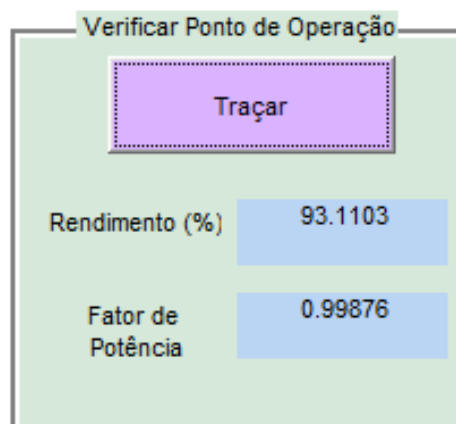 Verificar Ponto de Operação
Traçar
Rendimento (%)
93.1103
Fator de
Potência
0.99876